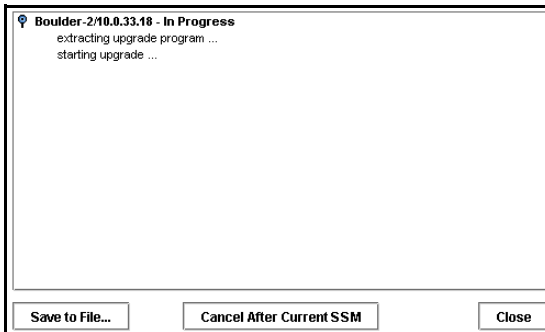 Boulder-2/10.0.33.18 - In Progress
extracting upgrade program ...
starting upgrade ...
Save to File... Cancel After Current SSM Close